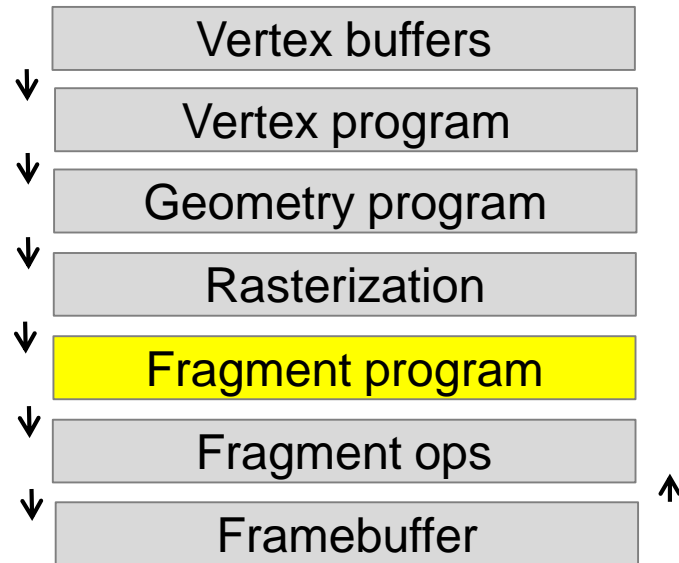 Vertex buffers
Vertex program
Geometry program
Rasterization
Fragment program
Fragment ops
Framebuffer